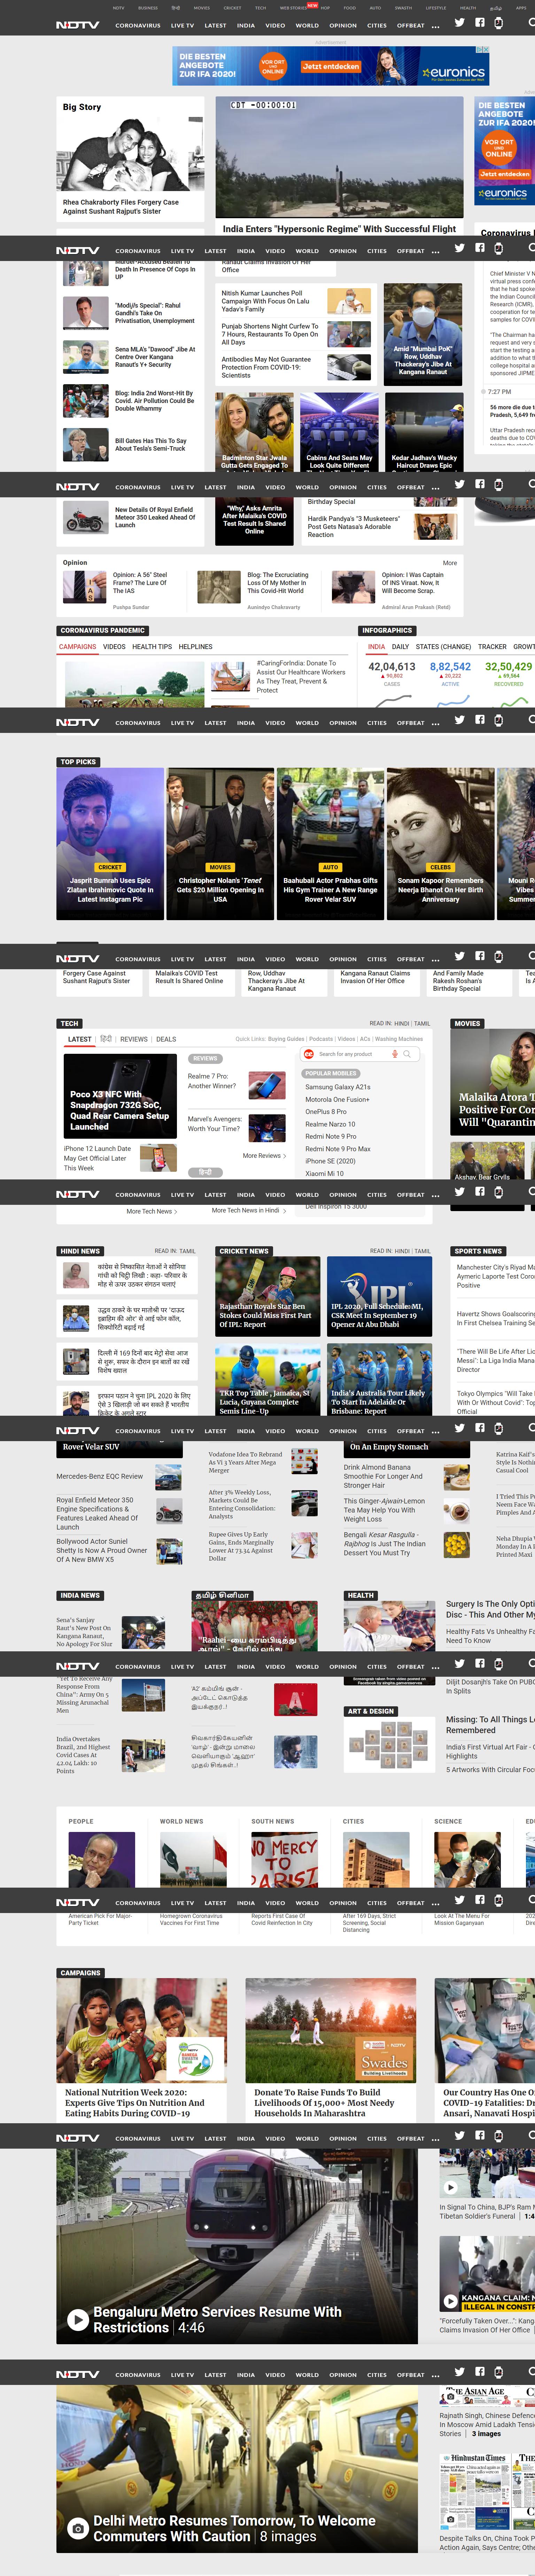 NDTV BUSINESS हिन्दी MOVIES CRICKET TECH WEB STORIES NEW HOP FOOD AUTO SWASTH LIFESTYLE HEALTH தமிழ் APPS
NDTV CORONAVIRUS LIVE TV LATEST INDIA VIDEO WORLD OPINION CITIES OFFBEAT ...
Advertisement
DIE BESTEN ANGEBOTE ZUR IFA 2020! VOR ORT UND ONLINE Jetzt entdecken euronics
Big Story
CDT -00:00:01
DIE BESTEN
ANGEBOTE
ZUR IFA 2020
VOR ORT
UND
ONLINE
Jetzt entdecken
euronics
Rhea Chakraborty Files Forgery Case
Against Sushant Rajput's Sister
India Enters "Hypersonic Regime" With Successful Flight
Coronavirus
NDTV CORONAVIRUS LIVE TV LATEST INDIA VIDEO WORLD OPINION CITIES OFFBEAT ...
Murder-Accused Beaten To
Death In Presence Of Cops In
UP
"Modiji's Special": Rahul
Gandhi's Take On
Privatisation, Unemployment
Sena MLA's "Dawood" Jibe At
Centre Over Kangana
Ranaut's Y+ Security
Blog: India 2nd Worst-Hit By
Covid. Air Pollution Could Be
Double Whammy
Bill Gates Has This To Say
About Tesla's Semi-Truck
Ranaut Claims Invasion Of Her
Office
Nitish Kumar Launches Poll
Campaign With Focus On Lalu
Yadav's Family
Punjab Shortens Night Curfew To
7 Hours, Restaurants To Open On
All Days
Antibodies May Not Guarantee
Protection From COVID-19:
Scientists
Amid "Mumbai PoK"
Row, Uddhav
Thackeray's Jibe At
Kangana Ranaut
Badminton Star Jwala
Gutta Gets Engaged To
Cabins And Seats May
Look Quite Different
Kedar Jadhav's Wacky
Haircut Draws Epic
Chief Minister V N
virtual press confe
that he had spoke
the Indian Counci
Research (ICMR),
cooperation for te
samples for COVI
"The Chairman ha
request and very s
start the testing a
addition to what t
college hospital a
sponsored JIPME
7:27 PM
56 more die due t
Pradesh, 5,649 fr
Uttar Pradesh reco
deaths due to COV
NDTV CORONAVIRUS LIVE TV LATEST INDIA VIDEO WORLD OPINION CITIES OFFBEAT ...
New Details Of Royal Enfield
Meteor 350 Leaked Ahead Of
Launch
"Why," Asks Amrita
After Malaika's COVID
Test Result Is Shared
Online
Birthday Special
Hardik Pandya's "3 Musketeers"
Post Gets Natasa's Adorable
Reaction
Opinion More
IAS
Opinion: A 56" Steel
Frame? The Lure Of
The IAS
Pushpa Sundar
Blog: The Excruciating
Loss Of My Mother In
This Covid-Hit World
Aunindyo Chakravarty
Opinion: I Was Captain
Of INS Viraat. Now, It
Will Become Scrap.
Admiral Arun Prakash (Retd)
CORONAVIRUS PANDEMIC
CAMPAIGNS VIDEOS HEALTH TIPS HELPLINES
#CaringForIndia: Donate To
Assist Our Healthcare Workers
As They Treat, Prevent &
Protect
INFOGRAPHICS
INDIA DAILY STATES (CHANGE) TRACKER GROWT
42,04,613 8,82,542 32,50,429
▲ 90,802 ▲ 20,222 ▲ 69,564
CASES ACTIVE RECOVERED
NDTV CORONAVIRUS LIVE TV LATEST INDIA VIDEO WORLD OPINION CITIES OFFBEAT ...
TOP PICKS
CRICKET
Jasprit Bumrah Uses Epic
Zlatan Ibrahimovic Quote In
Latest Instagram Pic
MOVIES
Christopher Nolan's 'Tenet'
Gets $20 Million Opening In
USA
AUTO
Baahubali Actor Prabhas Gifts
His Gym Trainer A New Range
Rover Velar SUV
CELEBS
Sonam Kapoor Remembers
Neerja Bhanot On Her Birth
Anniversary
Mouni R
Vibes
Summer
NDTV CORONAVIRUS LIVE TV LATEST INDIA VIDEO WORLD OPINION CITIES OFFBEAT ...
Forgery Case Against
Sushant Rajput's Sister
Malaika's COVID Test
Result Is Shared Online
Row, Uddhav
Thackeray's Jibe At
Kangana Ranaut
Kangana Ranaut Claims
Invasion Of Her Office
And Family Made
Rakesh Roshan's
Birthday Special
Tea
Is A
TECH READ IN: HINDI | TAMIL
LATEST | हिंदी | REVIEWS | DEALS
Quick Links: Buying Guides | Podcasts | Videos | ACs | Washing Machines
Poco X3 NFC With
Snapdragon 732G SoC,
Quad Rear Camera Setup
Launched
iPhone 12 Launch Date
May Get Official Later
This Week
REVIEWS
Realme 7 Pro:
Another Winner?
Marvel's Avengers:
Worth Your Time?
More Reviews
हिन्दी
Search for any product
POPULAR MOBILES
Samsung Galaxy A21s
Motorola One Fusion+
OnePlus 8 Pro
Realme Narzo 10
Redmi Note 9 Pro
Redmi Note 9 Pro Max
iPhone SE (2020)
Xiaomi Mi 10
MOVIES
Malaika Arora T
Positive For Cor
Will "Quarantin
Akshay, Bear Grylls
NDTV CORONAVIRUS LIVE TV LATEST INDIA VIDEO WORLD OPINION CITIES OFFBEAT ...
More Tech News
More Tech News in Hindi
Dell Inspiron 15 3000
HINDI NEWS READ IN: TAMIL
कांग्रेस से निष्कासित नेताओं ने सोनिया
गांधी को चिट्ठी लिखी : कहा- परिवार के
मोह से ऊपर उठकर संगठन चलाएं
उद्धव ठाकरे के घर मातोश्री पर 'दाऊद
इब्राहिम की ओर' से आई फोन कॉल,
सिक्योरिटी बढ़ाई गई
दिल्ली में 169 दिनों बाद मेट्रो सेवा आज
से शुरू, सफर के दौरान इन बातों का रखें
विशेष ख्याल
इरफान पठान ने चुना IPL 2020 के लिए
ऐसे 3 खिलाड़ी जो बन सकते हैं भारतीय
क्रिकेट के अगले स्टार
CRICKET NEWS READ IN: HINDI | TAMIL
Rajasthan Royals Star Ben
Stokes Could Miss First Part
Of IPL: Report
IPL
IPL 2020, Full Schedule: MI,
CSK Meet In September 19
Opener At Abu Dhabi
TKR Top Table , Jamaica, St
Lucia, Guyana Complete
Semis Line-Up
India's Australia Tour Likely
To Start In Adelaide Or
Brisbane: Report
SPORTS NEWS
Manchester City's Riyad Ma
Aymeric Laporte Test Coron
Positive
Havertz Shows Goalscoring
In First Chelsea Training Se
"There Will Be Life After Lio
Messi": La Liga India Mana
Director
Tokyo Olympics "Will Take
With Or Without Covid": Top
Official
NDTV CORONAVIRUS LIVE TV LATEST INDIA VIDEO WORLD OPINION CITIES OFFBEAT ...
Rover Velar SUV
Mercedes-Benz EQC Review
Royal Enfield Meteor 350
Engine Specifications &
Features Leaked Ahead Of
Launch
Bollywood Actor Suniel
Shetty Is Now A Proud Owner
Of A New BMW X5
Vodafone Idea To Rebrand
As Vi 3 Years After Mega
Merger
After 3% Weekly Loss,
Markets Could Be
Entering Consolidation:
Analysts
Rupee Gives Up Early
Gains, Ends Marginally
Lower At 73.34 Against
Dollar
On An Empty Stomach
Drink Almond Banana
Smoothie For Longer And
Stronger Hair
This Ginger-Ajwain-Lemon
Tea May Help You With
Weight Loss
Bengali Kesar Rasgulla -
Rajbhog Is Just The Indian
Dessert You Must Try
Katrina Kaif's
Style Is Nothin
Casual Cool
I Tried This P
Neem Face Wa
Pimples And A
Neha Dhupia
Monday In A
Printed Maxi
INDIA NEWS
Sena's Sanjay
Raut's New Post On
Kangana Ranaut,
No Apology For Slur
தமிழ் சினிமா
HEALTH
Surgery Is The Only Opti
Disc - This And Other My
Healthy Fats Vs Unhealthy Fa
Need To Know
NDTV CORONAVIRUS LIVE TV LATEST INDIA VIDEO WORLD OPINION CITIES OFFBEAT ...
"Yet To Receive Any
Response From
China": Army On 5
Missing Arunachal
Men
India Overtakes
Brazil, 2nd Highest
Covid Cases At
42.04 Lakh: 10
Points
A
ART & DESIGN
Diljit Dosanjh's Take On PUBG
In Splits
Missing: To All Things Lo
Remembered
India's First Virtual Art Fair - C
Highlights
5 Artworks With Circular Foc
PEOPLE WORLD NEWS SOUTH NEWS CITIES SCIENCE ED
NO MERCY TO RAPIST
NDTV CORONAVIRUS LIVE TV LATEST INDIA VIDEO WORLD OPINION CITIES OFFBEAT ...
American Pick For Major-
Party Ticket
Homegrown Coronavirus
Vaccines For First Time
Reports First Case Of
Covid Reinfection In City
After 169 Days, Strict
Screening, Social
Distancing
Look At The Menu For
Mission Gaganyaan
202
Dire
CAMPAIGNS
National Nutrition Week 2020:
Experts Give Tips On Nutrition And
Eating Habits During COVID-19
NDTV
Swades
Building Livelihoods
Donate To Raise Funds To Build
Livelihoods Of 15,000+ Most Needy
Households In Maharashtra
Our Country Has One O
COVID-19 Fatalities: Dr
Ansari, Nanavati Hospi
NDTV CORONAVIRUS LIVE TV LATEST INDIA VIDEO WORLD OPINION CITIES OFFBEAT ...
Bengaluru Metro Services Resume With
Restrictions | 4:46
In Signal To China, BJP's Ram M
Tibetan Soldier's Funeral | 1:4
KANGANA CLAIM: N
ILLEGAL IN CONSTR
"Forcefully Taken Over...": Kang
Claims Invasion Of Her Office
NDTV CORONAVIRUS LIVE TV LATEST INDIA VIDEO WORLD OPINION CITIES OFFBEAT ...
Delhi Metro Resumes Tomorrow, To Welcome
Commuters With Caution | 8 images
THE ASIAN AGE
Rajnath Singh, Chinese Defence
In Moscow Amid Ladakh Tensi
Stories | 3 images
Hindustan Times
Despite Talks On, China Took P
Action Again, Says Centre; Othe